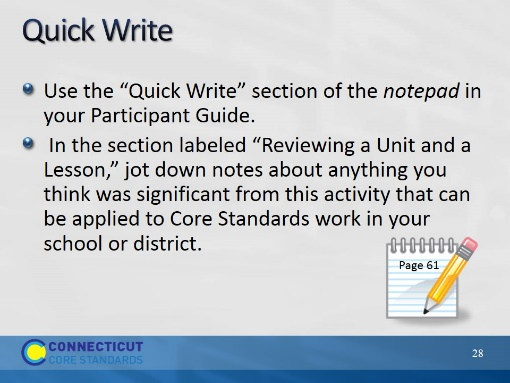 Quick Write
Use the “Quick Write” section of the notepad in
your Participant Guide.
In the section labeled “Reviewing a Unit and a
Lesson,” jot down notes about anything you
think was significant from this activity that can
be applied to Core Standards work in your
school or district.
Page 61
CONNECTICUT
CORE STANDARDS
28